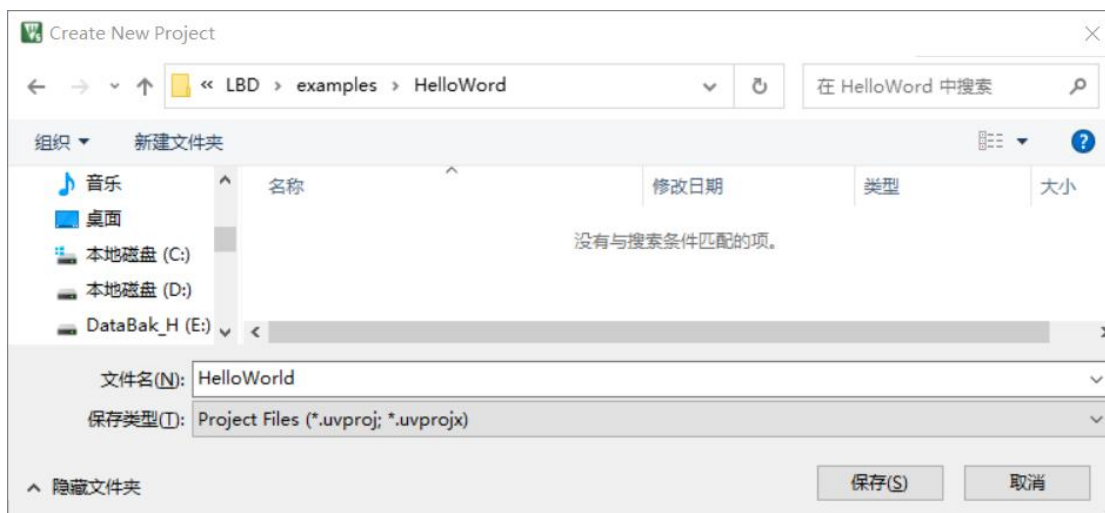 Create New Project
« LBD › examples › HelloWord
在 HelloWord 中搜索
组织 新建文件夹
名称 修改日期 类型 大小
音乐
桌面
没有与搜索条件匹配的项。
本地磁盘 (C:)
本地磁盘 (D:)
DataBak_H (E:)
文件名(N): HelloWorld
保存类型(T): Project Files (*.uvproj; *.uvprojx)
隐藏文件夹 保存(S) 取消